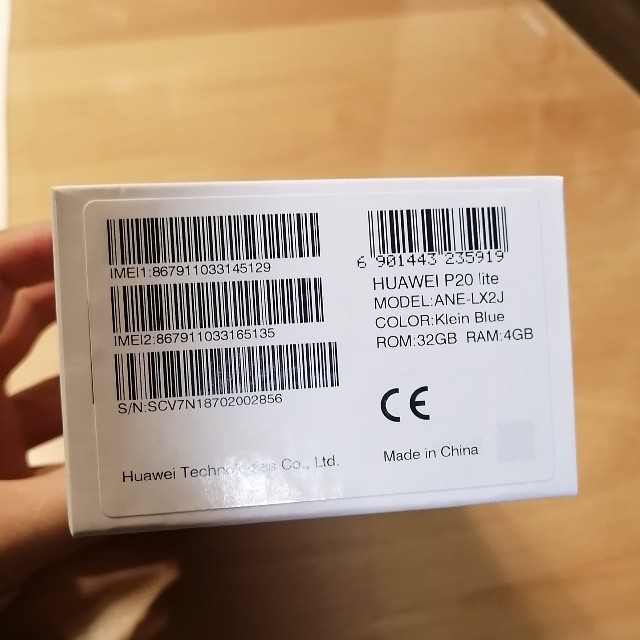 IMEI1:867911033145129
IMEI2:867911033165135
S/N:SCV7N18702002856
Huawei Technologies Co., Ltd.
6 901443 235919
HUAWEI P20 lite
MODEL:ANE-LX2J
COLOR:Klein Blue
ROM:32GB RAM:4GB
CE
Made in China